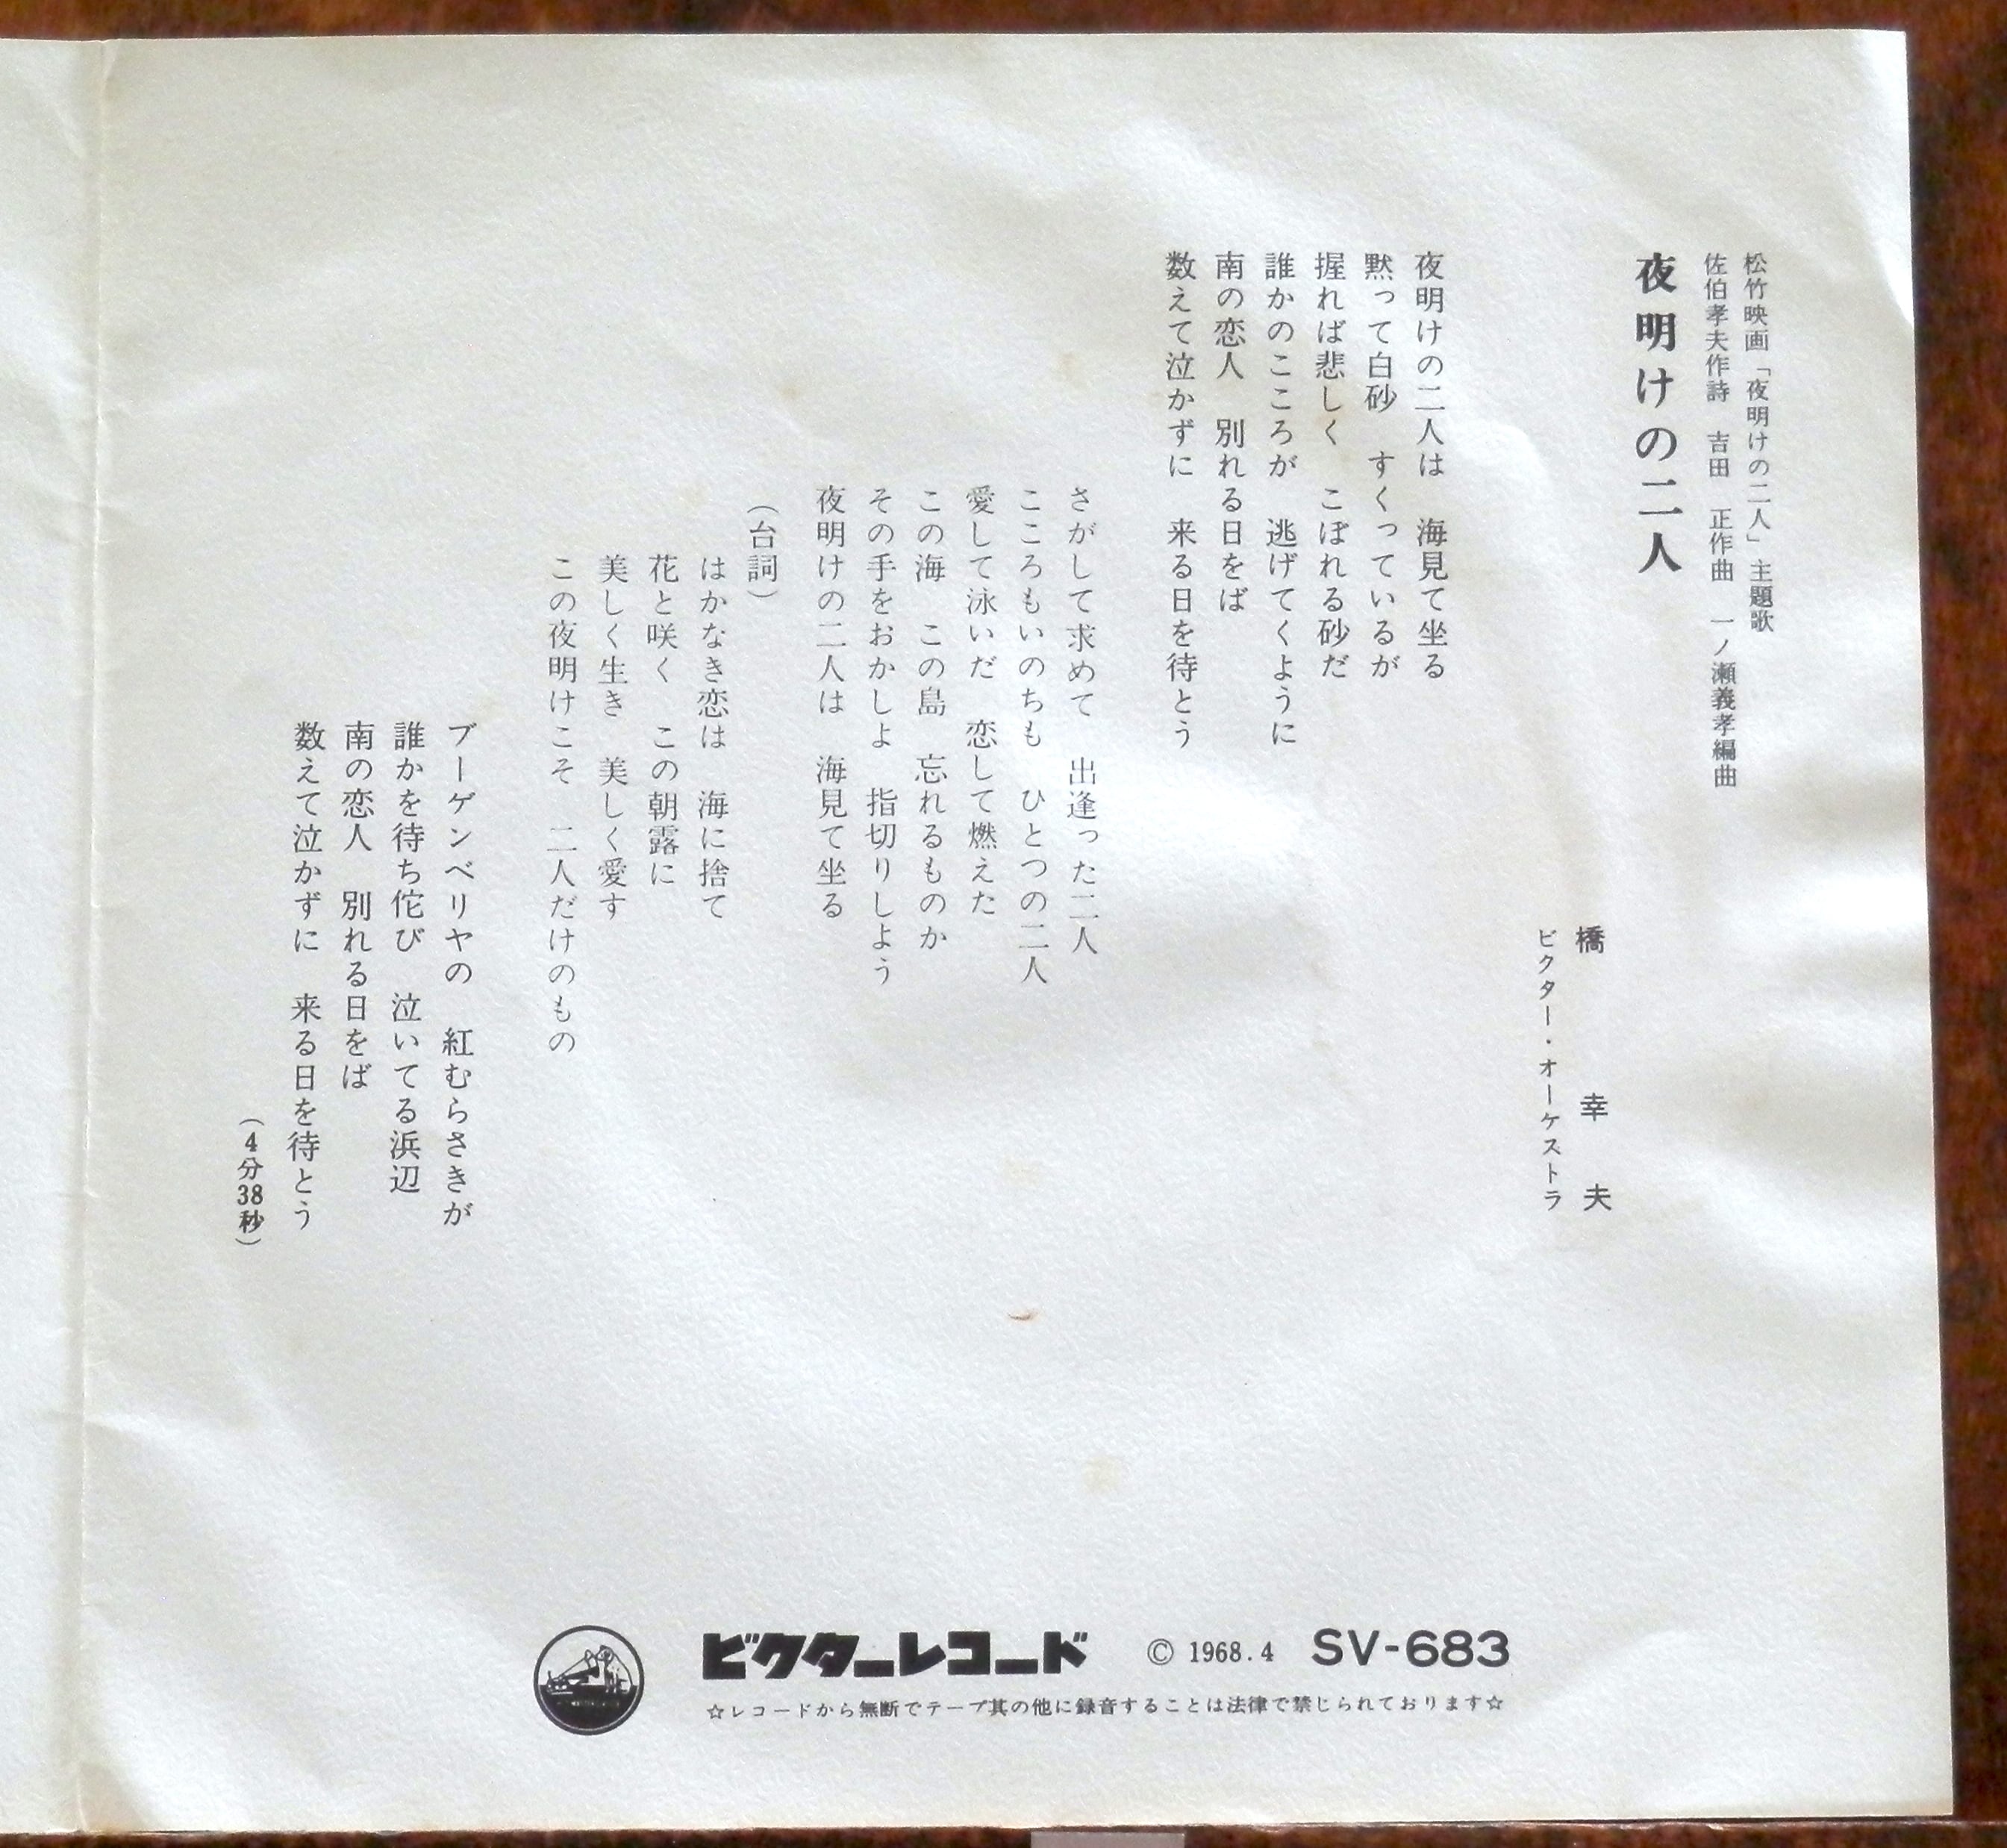 松竹映画「夜明けの二人」主題歌
佐伯孝夫作詩　吉田　正作曲　一ノ瀬義孝編曲
夜明けの二人
橋　幸　夫
ビクター・オーケストラ
夜明けの二人は　海見て坐る
黙って白砂　すくっているが
握れば悲しく　こぼれる砂だ
誰かのこころが　逃げてくように
南の恋人　別れる日をば
数えて泣かずに　来る日を待とう
さがして求めて　出逢った二人
こころもいのちも　ひとつの二人
愛して泳いだ　恋して燃えた
この海　この島　忘れるものか
その手をおかしよ　指切りしよう
夜明けの二人は　海見て坐る
（台詞）
はかなき恋は　海に捨て
花と咲く　この朝露に
美しく生き　美しく愛す
この夜明けこそ　二人だけのもの
ブーゲンベリヤの　紅むらさきが
誰かを待ち佗び　泣いてる浜辺
南の恋人　別れる日をば
数えて泣かずに　来る日を待とう
（4分38秒）
ビクターレコード　© 1968.4　SV-683
☆レコードから無断でテープ其の他に録音することは法律で禁じられております☆